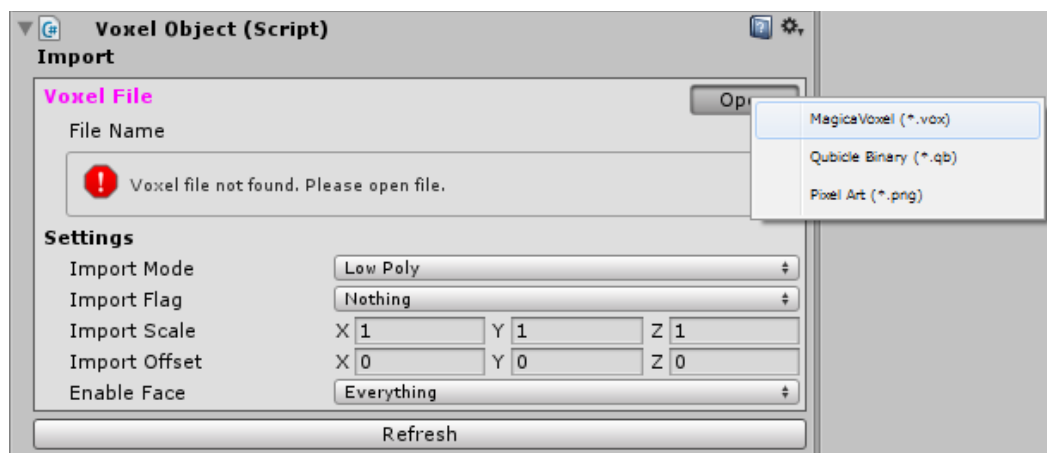 Voxel Object (Script)
Import
Voxel File
File Name
Voxel file not found. Please open file.
MagicaVoxel (*.vox)
Qubicle Binary (*.qb)
Pixel Art (*.png)
Settings
Import Mode Low Poly
Import Flag Nothing
Import Scale X 1 Y 1 Z 1
Import Offset X 0 Y 0 Z 0
Enable Face Everything
Refresh